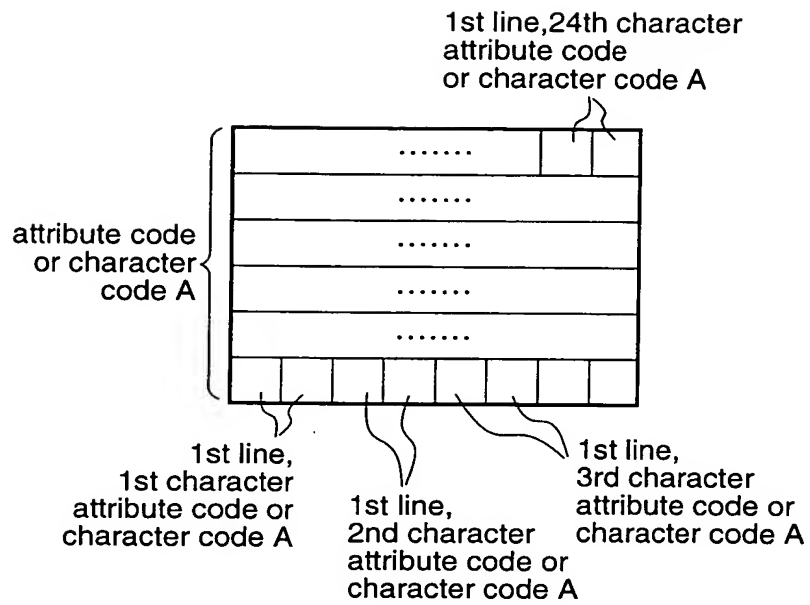 1st line,24th character
attribute code
or character code A
.......
.......
.......
.......
.......
attribute code
or character
code A
1st line,
1st character
attribute code or
character code A
1st line,
2nd character
attribute code or
character code A
1st line,
3rd character
attribute code or
character code A